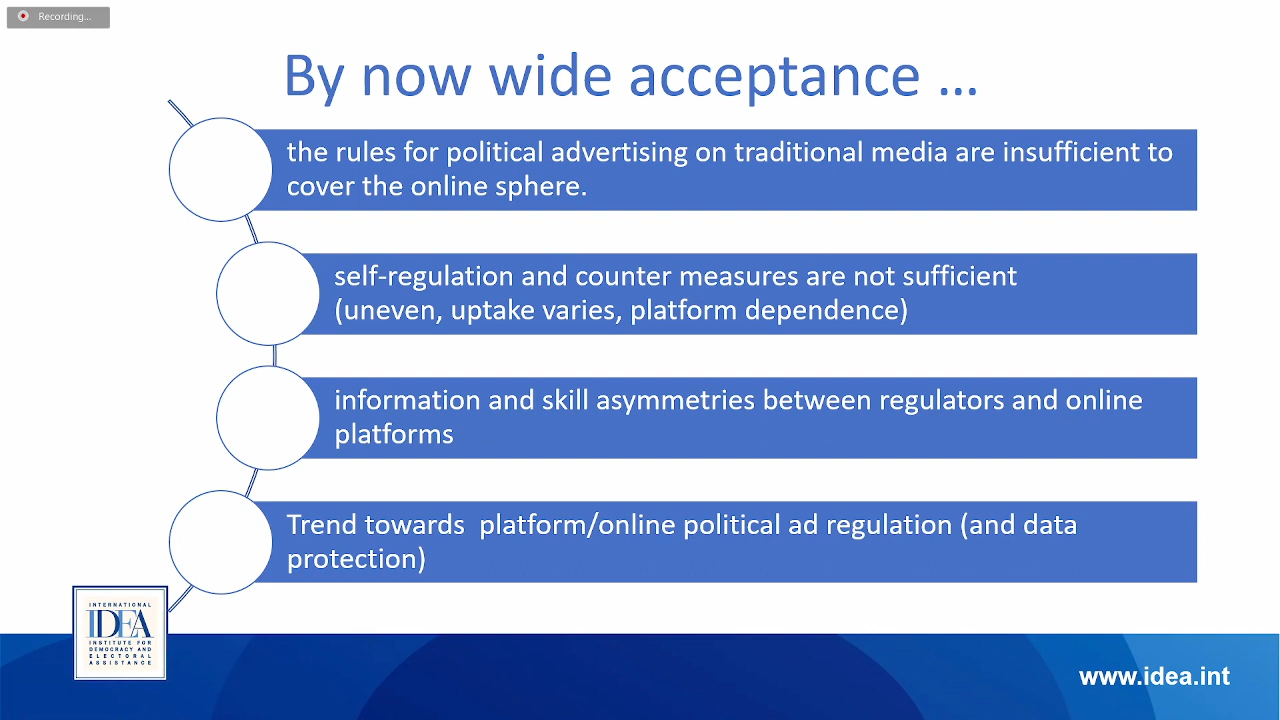 Recording...
By now wide acceptance ...
the rules for political advertising on traditional media are insufficient to
cover the online sphere.
self-regulation and counter measures are not sufficient
(uneven, uptake varies, platform dependence)
information and skill asymmetries between regulators and online
platforms
Trend towards  platform/online political ad regulation (and data
protection)
INTERNATIONAL
IDEA
INSTITUTE FOR
DEMOCRACY AND
ELECTORAL
ASSISTANCE
www.idea.int